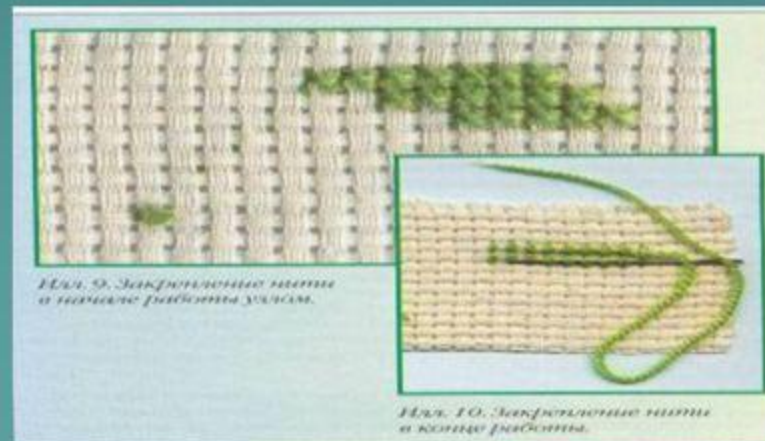 Илл. 9. Закрепление нити
в начале работы узлом.
Илл. 10. Закрепление нити
в конце работы.